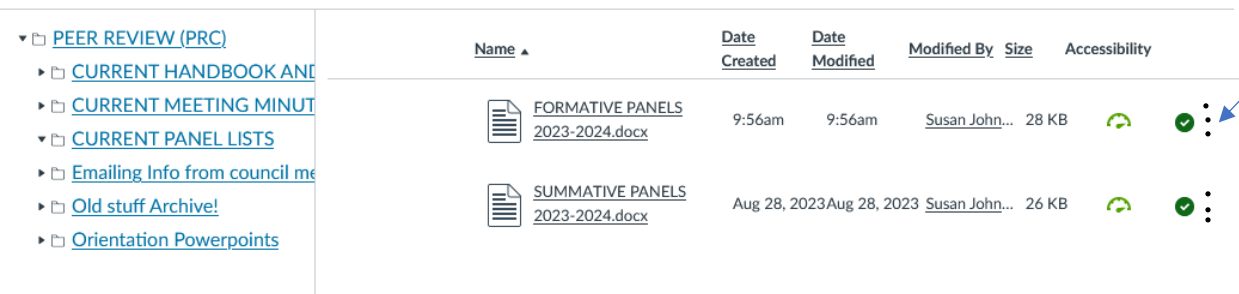 PEER REVIEW (PRC)
CURRENT HANDBOOK AND
CURRENT MEETING MINUT
CURRENT PANEL LISTS
Emailing Info from council me
Old stuff Archive!
Orientation Powerpoints
Name ▲ Date Created Date Modified Modified By Size Accessibility
FORMATIVE PANELS
2023-2024.docx 9:56am 9:56am Susan John... 28 KB
SUMMATIVE PANELS
2023-2024.docx Aug 28, 2023 Aug 28, 2023 Susan John... 26 KB